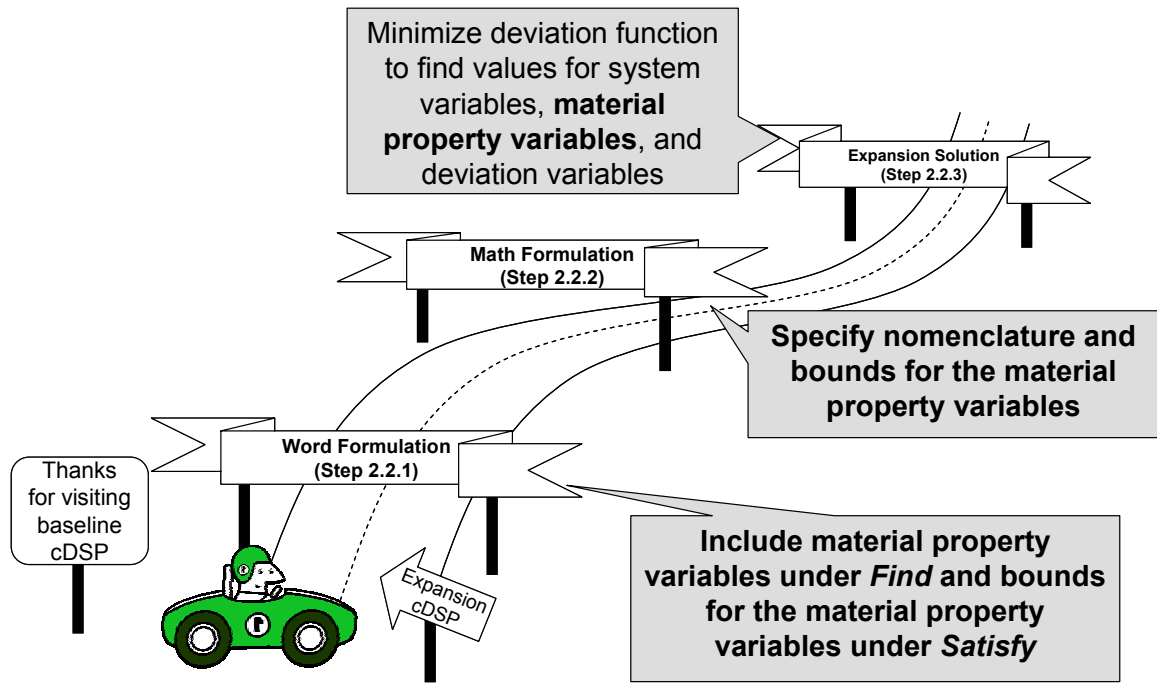 Minimize deviation function
to find values for system
variables, material
property variables, and
deviation variables
Expansion Solution
(Step 2.2.3)
Math Formulation
(Step 2.2.2)
Specify nomenclature and
bounds for the material
property variables
Word Formulation
(Step 2.2.1)
Thanks
for visiting
baseline
cDSP
Expansion
cDSP
Include material property
variables under Find and bounds
for the material property
variables under Satisfy